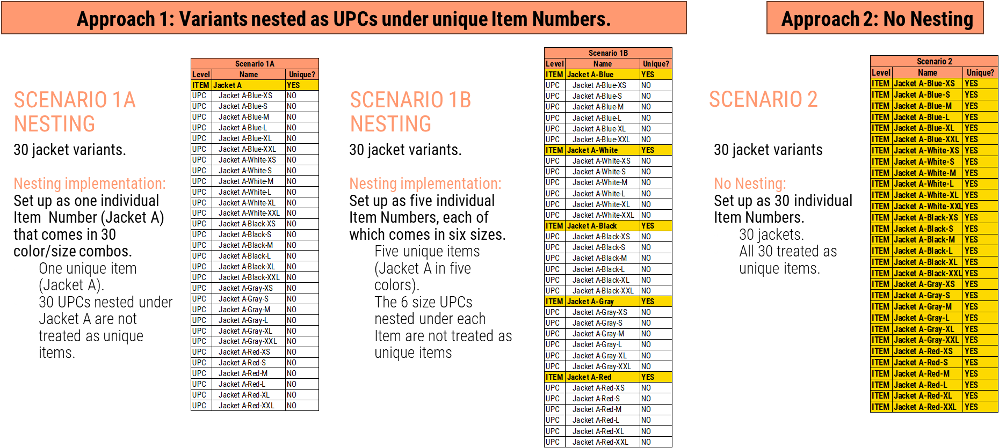 Approach 1: Variants nested as UPCs under unique Item Numbers.
Approach 2: No Nesting
SCENARIO 1A
NESTING
30 jacket variants.
Nesting implementation:
Set up as one individual
Item Number (Jacket A)
that comes in 30
color/size combos.
One unique item
(Jacket A).
30 UPCs nested under
Jacket A are not
treated as unique
items.
Scenario 1A
Level Name Unique?
ITEM Jacket A YES
UPC Jacket A-Blue-XS NO
UPC Jacket A-Blue-S NO
UPC Jacket A-Blue-M NO
UPC Jacket A-Blue-L NO
UPC Jacket A-Blue-XL NO
UPC Jacket A-Blue-XXL NO
UPC Jacket A-White-XS NO
UPC Jacket A-White-S NO
UPC Jacket A-White-M NO
UPC Jacket A-White-L NO
UPC Jacket A-White-XL NO
UPC Jacket A-White-XXL NO
UPC Jacket A-Black-XS NO
UPC Jacket A-Black-S NO
UPC Jacket A-Black-M NO
UPC Jacket A-Black-L NO
UPC Jacket A-Black-XL NO
UPC Jacket A-Black-XXL NO
UPC Jacket A-Gray-XS NO
UPC Jacket A-Gray-S NO
UPC Jacket A-Gray-M NO
UPC Jacket A-Gray-L NO
UPC Jacket A-Gray-XL NO
UPC Jacket A-Gray-XXL NO
UPC Jacket A-Red-XS NO
UPC Jacket A-Red-S NO
UPC Jacket A-Red-M NO
UPC Jacket A-Red-L NO
UPC Jacket A-Red-XL NO
UPC Jacket A-Red-XXL NO
SCENARIO 1B
NESTING
30 jacket variants.
Nesting implementation:
Set up as five individual
Item Numbers, each of
which comes in six sizes.
Five unique items
(Jacket A in five
colors).
The 6 size UPCs
nested under each
Item are not treated as
unique items
Scenario 1B
Level Name Unique?
ITEM Jacket A-Blue YES
UPC Jacket A-Blue-XS NO
UPC Jacket A-Blue-S NO
UPC Jacket A-Blue-M NO
UPC Jacket A-Blue-L NO
UPC Jacket A-Blue-XL NO
UPC Jacket A-Blue-XXL NO
ITEM Jacket A-White YES
UPC Jacket A-White-XS NO
UPC Jacket A-White-S NO
UPC Jacket A-White-M NO
UPC Jacket A-White-L NO
UPC Jacket A-White-XL NO
UPC Jacket A-White-XXL NO
ITEM Jacket A-Black YES
UPC Jacket A-Black-XS NO
UPC Jacket A-Black-S NO
UPC Jacket A-Black-M NO
UPC Jacket A-Black-L NO
UPC Jacket A-Black-XL NO
UPC Jacket A-Black-XXL NO
ITEM Jacket A-Gray YES
UPC Jacket A-Gray-XS NO
UPC Jacket A-Gray-S NO
UPC Jacket A-Gray-M NO
UPC Jacket A-Gray-L NO
UPC Jacket A-Gray-XL NO
UPC Jacket A-Gray-XXL NO
ITEM Jacket A-Red YES
UPC Jacket A-Red-XS NO
UPC Jacket A-Red-S NO
UPC Jacket A-Red-M NO
UPC Jacket A-Red-L NO
UPC Jacket A-Red-XL NO
UPC Jacket A-Red-XXL NO
SCENARIO 2
30 jacket variants
No Nesting:
Set up as 30 individual
Item Numbers.
30 jackets.
All 30 treated as
unique items.
Scenario 2
Level Name Unique?
ITEM Jacket A-Blue-XS YES
ITEM Jacket A-Blue-S YES
ITEM Jacket A-Blue-M YES
ITEM Jacket A-Blue-L YES
ITEM Jacket A-Blue-XL YES
ITEM Jacket A-Blue-XXL YES
ITEM Jacket A-White-XS YES
ITEM Jacket A-White-S YES
ITEM Jacket A-White-M YES
ITEM Jacket A-White-L YES
ITEM Jacket A-White-XL YES
ITEM Jacket A-White-XXL YES
ITEM Jacket A-Black-XS YES
ITEM Jacket A-Black-S YES
ITEM Jacket A-Black-M YES
ITEM Jacket A-Black-L YES
ITEM Jacket A-Black-XL YES
ITEM Jacket A-Black-XXL YES
ITEM Jacket A-Gray-XS YES
ITEM Jacket A-Gray-S YES
ITEM Jacket A-Gray-M YES
ITEM Jacket A-Gray-L YES
ITEM Jacket A-Gray-XL YES
ITEM Jacket A-Gray-XXL YES
ITEM Jacket A-Red-XS YES
ITEM Jacket A-Red-S YES
ITEM Jacket A-Red-M YES
ITEM Jacket A-Red-L YES
ITEM Jacket A-Red-XL YES
ITEM Jacket A-Red-XXL YES